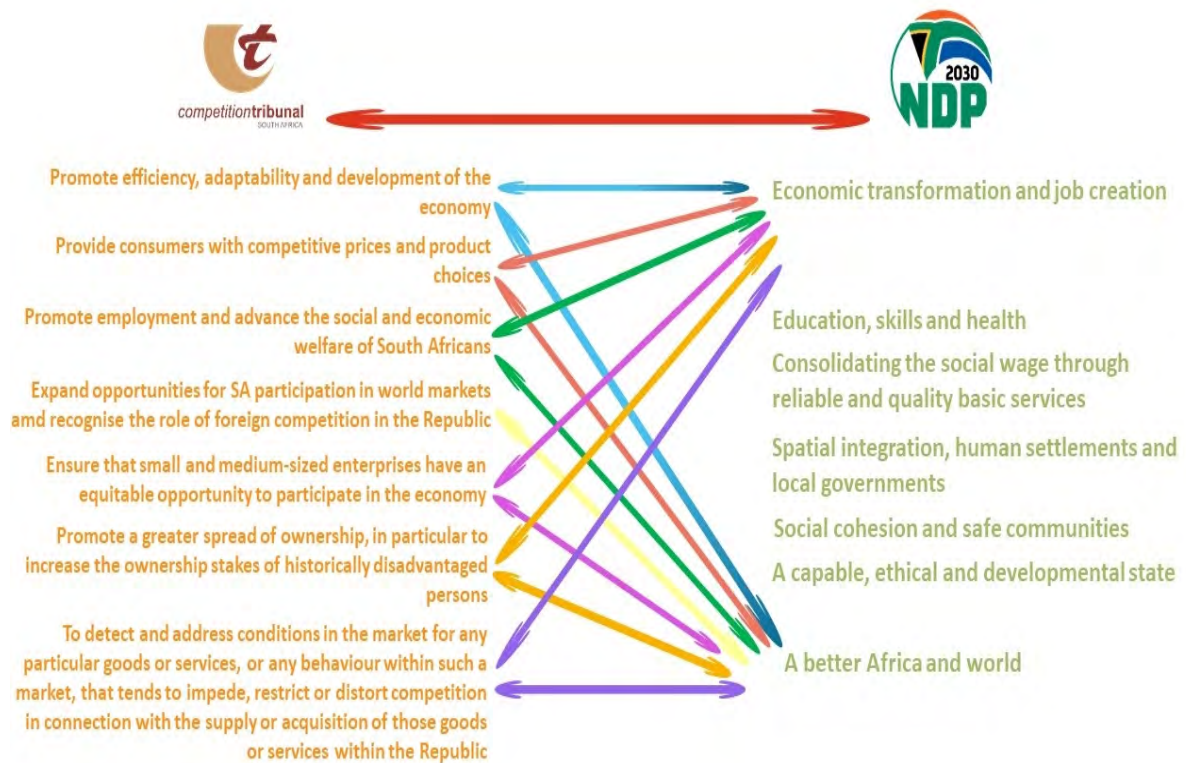 competitiontribunal
SOUTH AFRICA
2030
NDP
Promote efficiency, adaptability and development of the
economy
Provide consumers with competitive prices and product
choices
Promote employment and advance the social and economic
welfare of South Africans
Expand opportunities for SA participation in world markets
amd recognise the role of foreign competition in the Republic
Ensure that small and medium-sized enterprises have an
equitable opportunity to participate in the economy
Promote a greater spread of ownership, in particular to
increase the ownership stakes of historically disadvantaged
persons
To detect and address conditions in the market for any
particular goods or services, or any behaviour within such a
market, that tends to impede, restrict or distort competition
in connection with the supply or acquisition of those goods
or services within the Republic
Economic transformation and job creation
Education, skills and health
Consolidating the social wage through
reliable and quality basic services
Spatial integration, human settlements and
local governments
Social cohesion and safe communities
A capable, ethical and developmental state
A better Africa and world